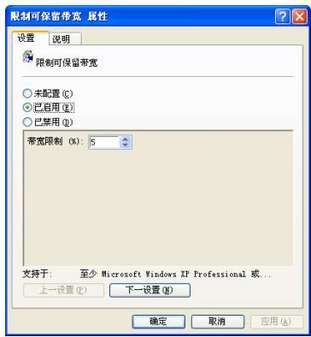 限制可保留带宽 属性
设置 说明
限制可保留带宽
未配置(C)
已启用(E)
已禁用(D)
带宽限制 (%): 5
支持于: 至少 Microsoft Windows XP Professional 或...
上一设置(P) 下一设置(N)
确定 取消 应用(A)